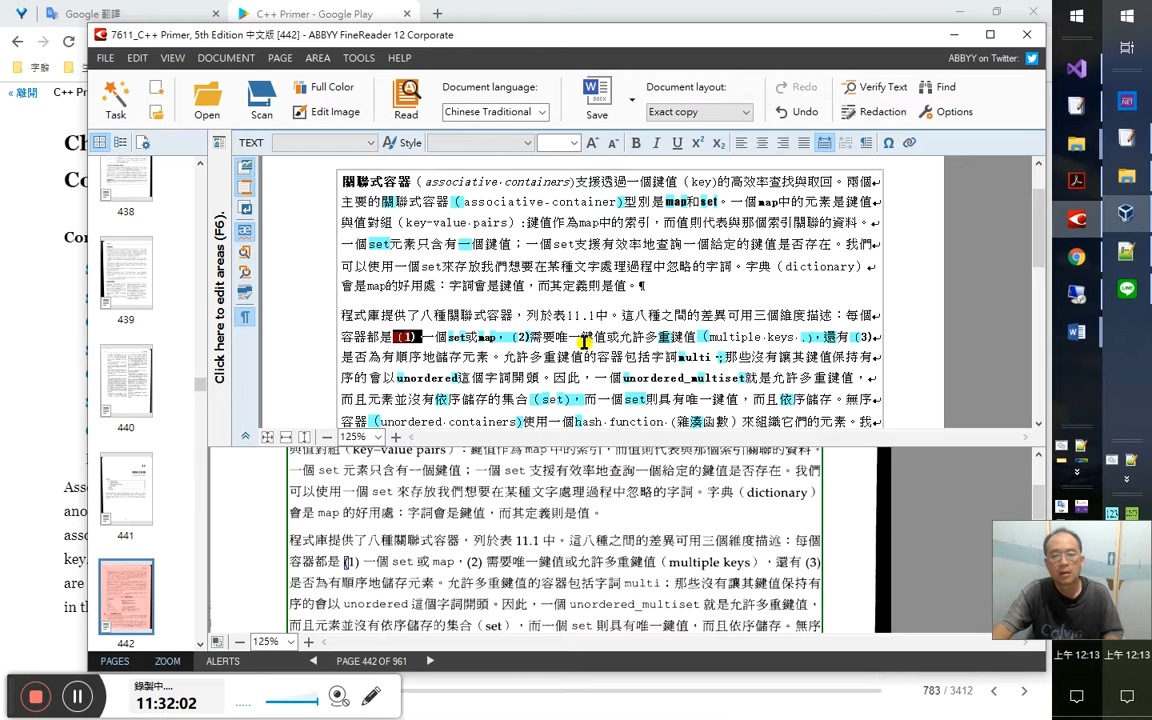 Google 翻譯
C++ Primer - Google Play
7611_C++ Primer, 5th Edition 中文版 [442] - ABBYY FineReader 12 Corporate
FILE EDIT VIEW DOCUMENT PAGE AREA TOOLS HELP
ABBYY on Twitter:
字辭
« 離開
Task
Open
Scan
Full Color
Edit Image
Read
Document language:
Chinese Traditional
Save
Document layout:
Exact copy
Redo
Undo
Verify Text
Redaction
Find
Options
TEXT
Style
Click here to edit areas (F6).
438
439
440
441
442
關聯式容器（associative·containers)支援透過一個鍵值（key)的高效率查找與取回。兩個
主要的關聯式容器（associative-container)型別是map和set。一個map中的元素是鍵值
與值對組（key-value pairs）:鍵值作為map中的索引，而值則代表與那個索引關聯的資料。
一個set元素只含有一個鍵值；一個set支援有效率地查詢一個給定的鍵值是否存在。我們
可以使用一個set來存放我們想要在某種文字處理過程中忽略的字詞。字典（dictionary）
會是map的好用處：字詞會是鍵值，而其定義則是值。¶
程式庫提供了八種關聯式容器，列於表11.1中。這八種之間的差異可用三個維度描述：每個
容器都是（1）一個set或map，(2)需要唯一鍵值或允許多重鍵值（multiple keys .)，還有(3)
是否為有順序地儲存元素。允許多重鍵值的容器包括字詞multi·;那些沒有讓其鍵值保持有
序的會以unordered這個字詞開頭。因此，一個unordered_multiset就是允許多重鍵值，
而且元素並沒有依序儲存的集合（set)，而一個set則具有唯一鍵值，而且依序儲存。無序
容器（unordered containers)使用一個hash function (雜湊函數）來組織它們的元素。我
125%
與值對組 (key–value pairs)：鍵值作為 map 中的索引，而值則代表與那個索引關聯的資料。
一個 set 元素只含有一個鍵值；一個 set 支援有效率地查詢一個給定的鍵值是否存在。我們
可以使用一個 set 來存放我們想要在某種文字處理過程中忽略的字詞。字典（dictionary）
會是 map 的好用處：字詞會是鍵值，而其定義則是值。
程式庫提供了八種關聯式容器，列於表 11.1 中。這八種之間的差異可用三個維度描述：每個
容器都是 (1) 一個 set 或 map，(2) 需要唯一鍵值或允許多重鍵值 (multiple keys)，還有 (3)
是否為有順序地儲存元素。允許多重鍵值的容器包括字詞 multi；那些沒有讓其鍵值保持有
序的會以 unordered 這個字詞開頭。因此，一個 unordered_multiset 就是允許多重鍵值，
而且元素並沒有依序儲存的集合 (set)，而一個 set 則具有唯一鍵值，而且依序儲存。無序
125%
PAGES ZOOM ALERTS PAGE 442 OF 961
錄製中....
11:32:02
783 / 3412
上午 12:13
上午 12:13